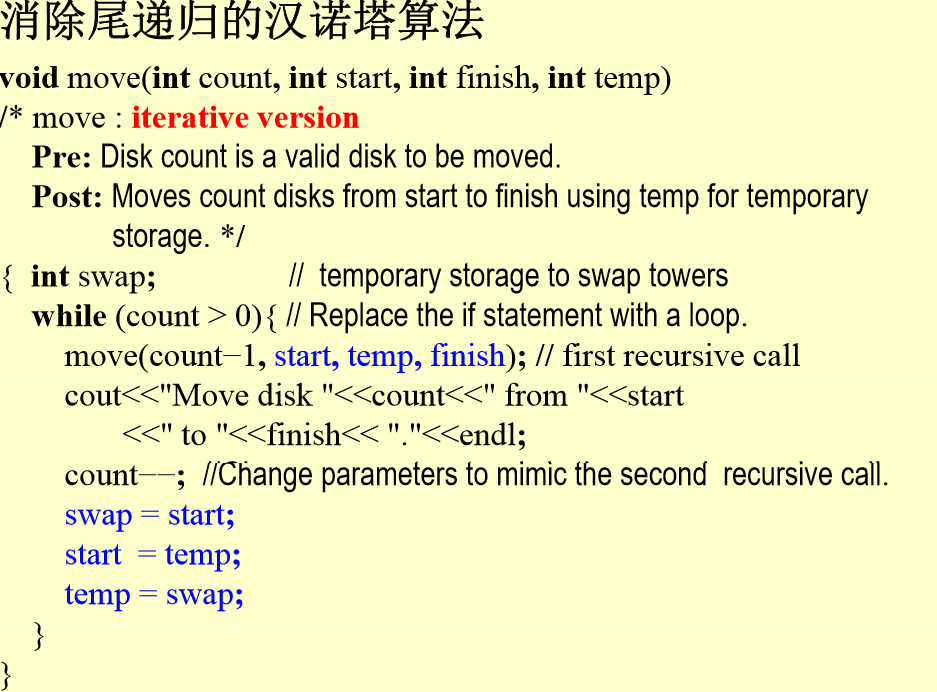 消除尾递归的汉诺塔算法
void move(int count, int start, int finish, int temp)
/* move : iterative version
Pre: Disk count is a valid disk to be moved.
Post: Moves count disks from start to finish using temp for temporary
storage. */
{ int swap; // temporary storage to swap towers
while (count > 0){ // Replace the if statement with a loop.
move(count−1, start, temp, finish); // first recursive call
cout<<"Move disk "<<count<<" from "<<start
<<" to "<<finish<< "."<<endl;
count−−; //Change parameters to mimic the second recursive call.
swap = start;
start = temp;
temp = swap;
}
}